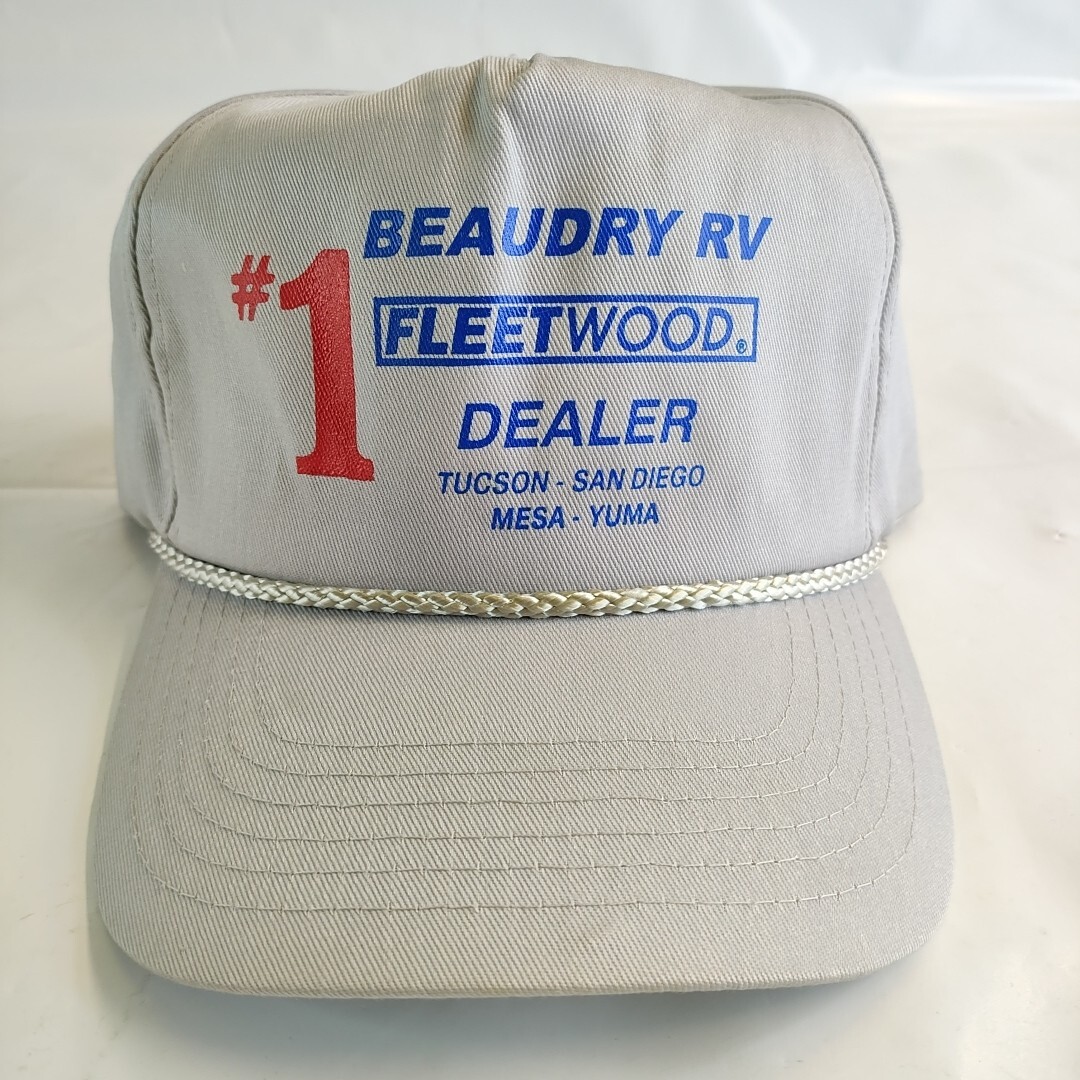 #1
BEAUDRY RV
FLEETWOOD®
DEALER
TUCSON - SAN DIEGO
MESA - YUMA